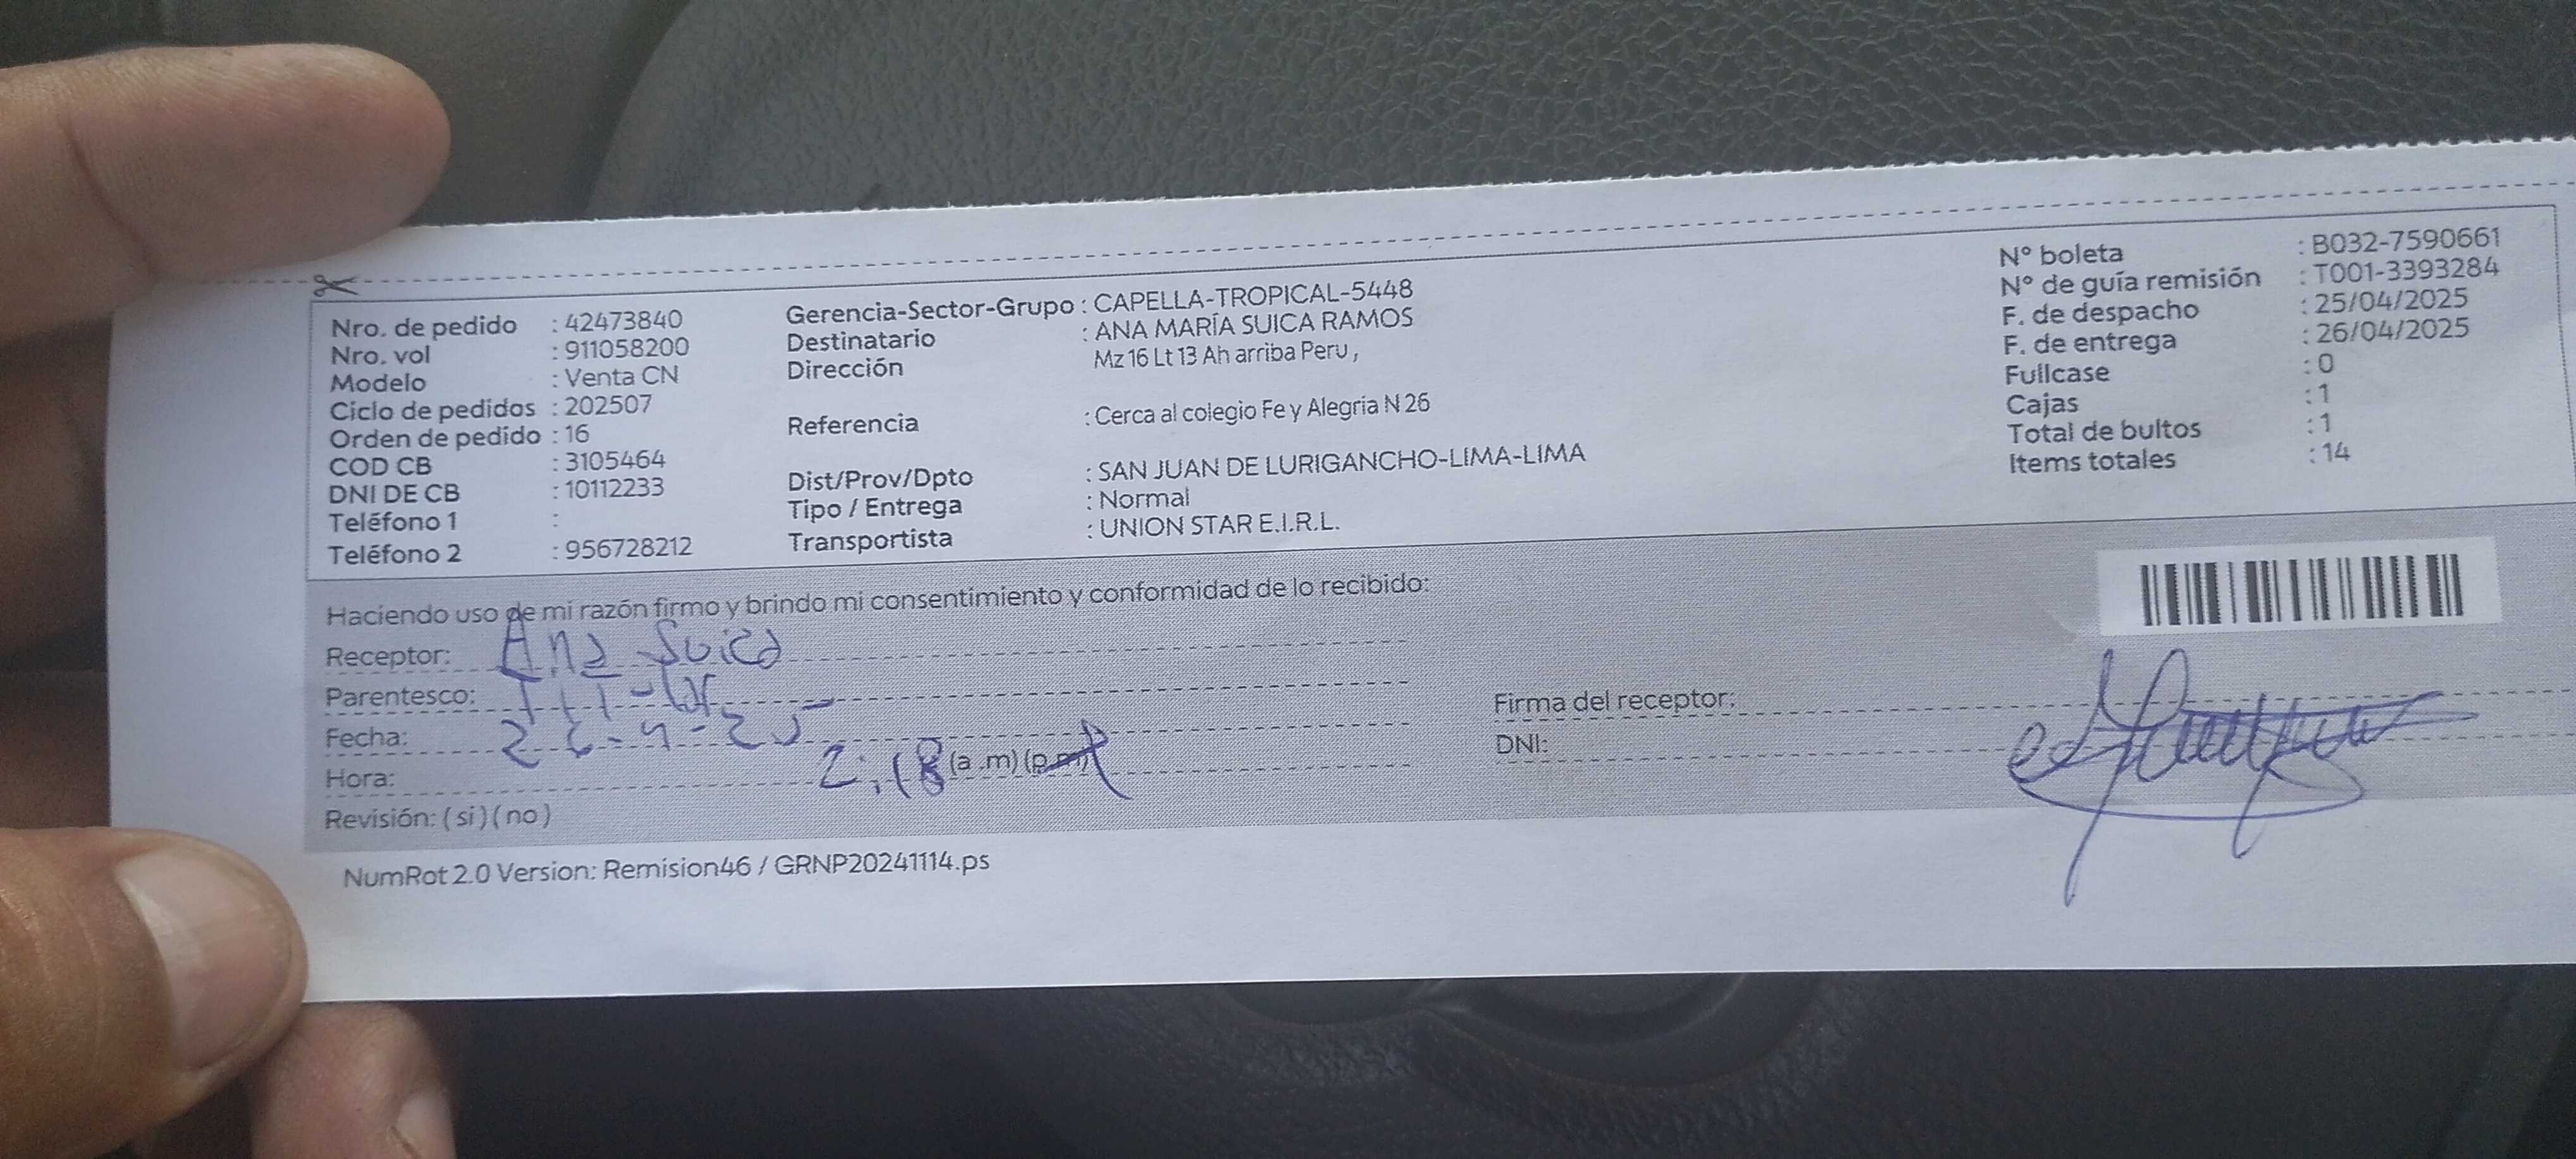 Nro. de pedido : 42473840
Nro. vol : 911058200
Modelo : Venta CN
Ciclo de pedidos : 202507
Orden de pedido : 16
COD CB : 3105464
DNI DE CB : 10112233
Teléfono 1 :
Teléfono 2 : 956728212
Gerencia-Sector-Grupo : CAPELLA-TROPICAL-5448
Destinatario : ANA MARÍA SUICA RAMOS
Dirección Mz 16 Lt 13 Ah arriba Peru ,
Referencia : Cerca al colegio Fe y Alegria N 26
Dist/Prov/Dpto : SAN JUAN DE LURIGANCHO-LIMA-LIMA
Tipo / Entrega : Normal
Transportista : UNION STAR E.I.R.L.
N° boleta : B032-7590661
N° de guía remisión : T001-3393284
F. de despacho : 25/04/2025
F. de entrega : 26/04/2025
Fullcase : 0
Cajas : 1
Total de bultos : 1
Items totales : 14
Haciendo uso de mi razón firmo y brindo mi consentimiento y conformidad de lo recibido:
Receptor: Ana Suica
Parentesco: Titular
Fecha: 26-4-25
Hora: 2:18 (a .m) (p.m)
Revisión: ( si ) ( no )
Firma del receptor:
DNI:
NumRot 2.0 Version: Remision46 / GRNP20241114.ps